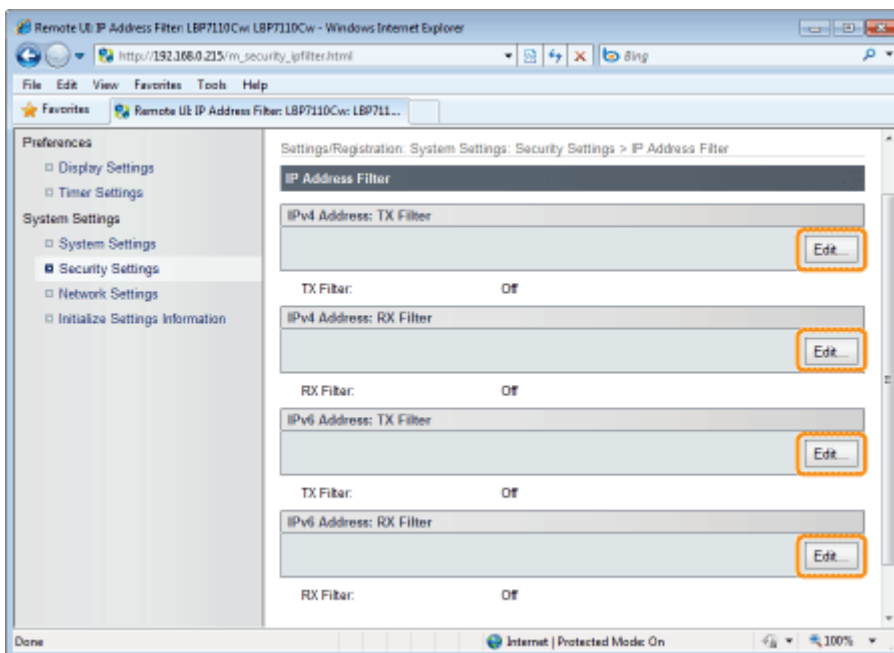 Remote UI: IP Address Filter: LBP7110Cw: LBP7110Cw - Windows Internet Explorer
http://192.168.0.215/m_security_ipfilter.html
Bing
File Edit View Favorites Tools Help
Favorites
Remote UI: IP Address Filter: LBP7110Cw: LBP711...
Preferences
Display Settings
Timer Settings
System Settings
System Settings
Security Settings
Network Settings
Initialize Settings Information
Settings/Registration: System Settings: Security Settings > IP Address Filter
IP Address Filter
IPv4 Address: TX Filter
Edit...
TX Filter: Off
IPv4 Address: RX Filter
Edit...
RX Filter: Off
IPv6 Address: TX Filter
Edit...
TX Filter: Off
IPv6 Address: RX Filter
Edit...
RX Filter: Off
Done
Internet | Protected Mode: On
100%